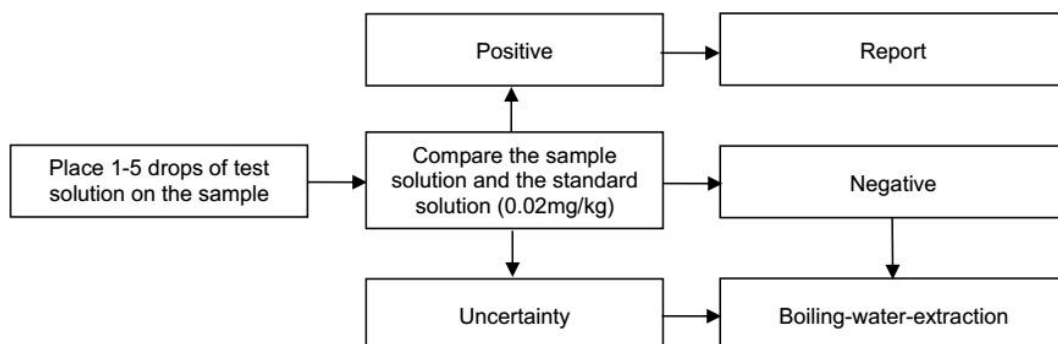 Positive
Report
Place 1-5 drops of test
solution on the sample
Compare the sample
solution and the standard
solution (0.02mg/kg)
Negative
Uncertainty
Boiling-water-extraction